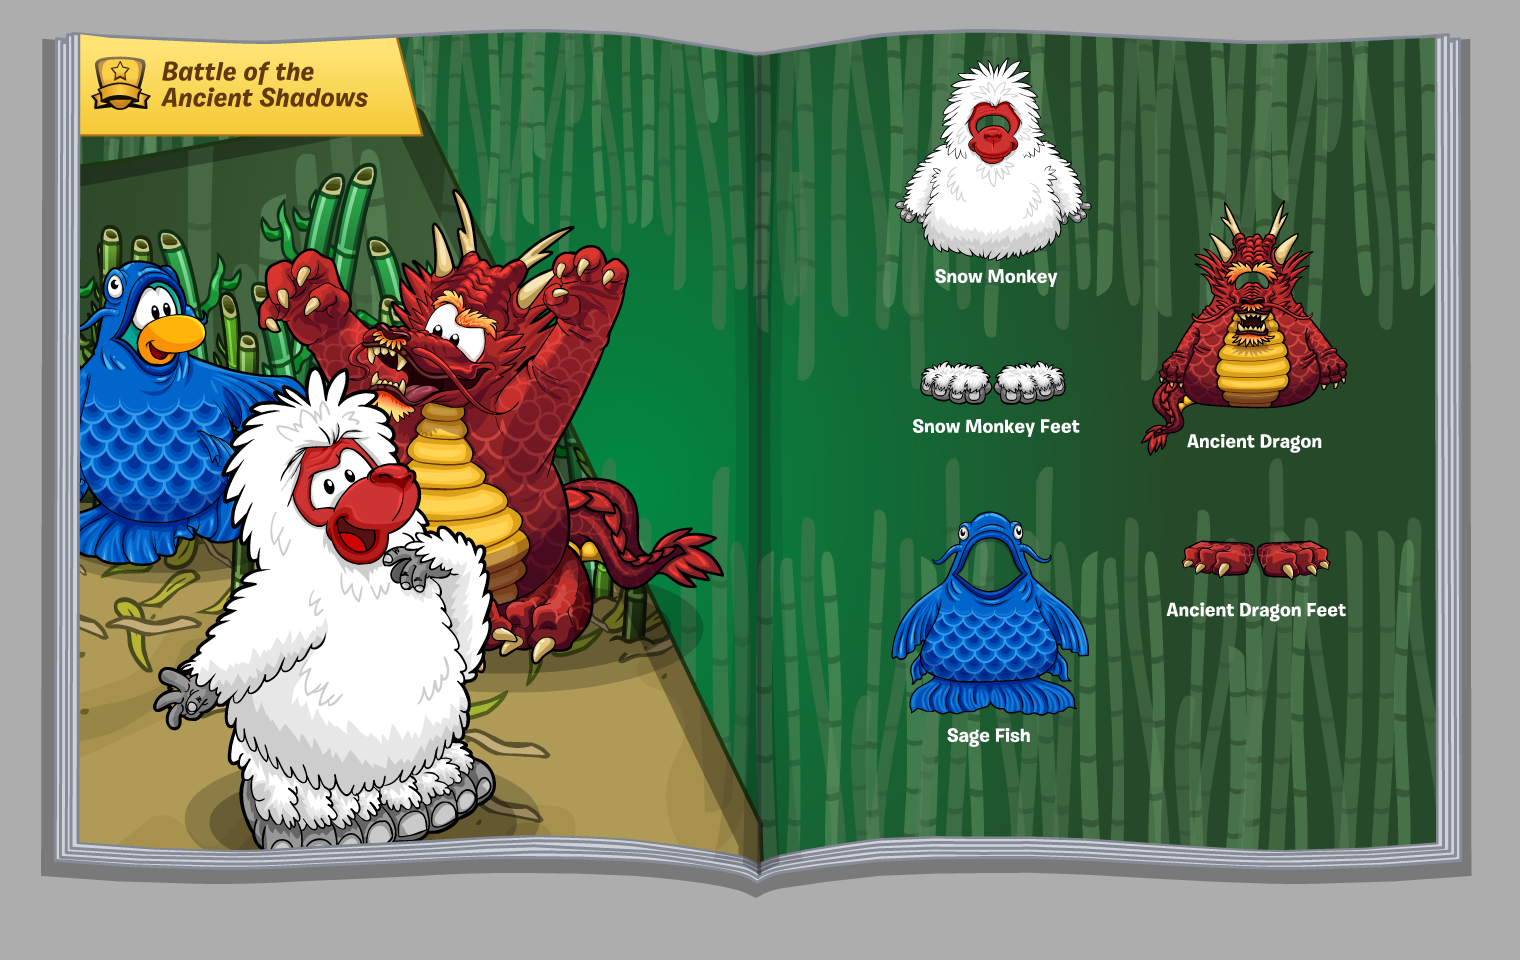 Battle of the
Ancient Shadows
Snow Monkey
Snow Monkey Feet
Ancient Dragon
Sage Fish
Ancient Dragon Feet